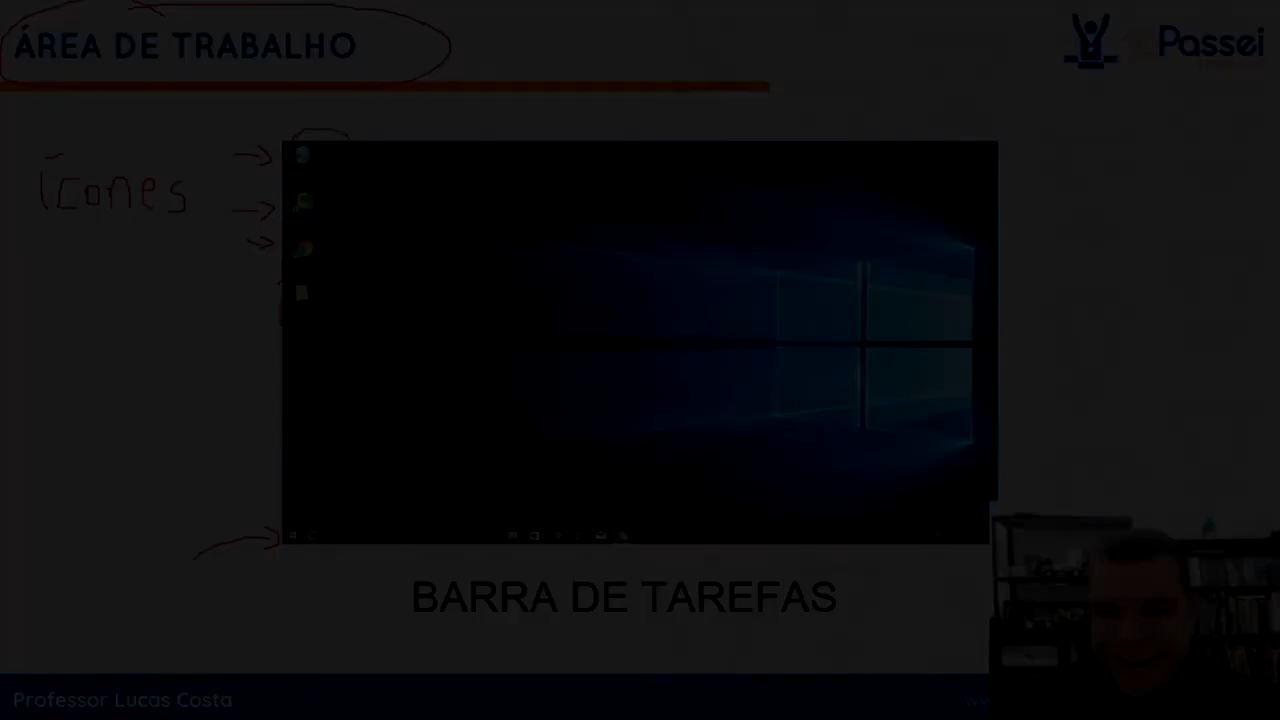 ÁREA DE TRABALHO
Passei
ícones
BARRA DE TAREFAS
Professor Lucas Costa